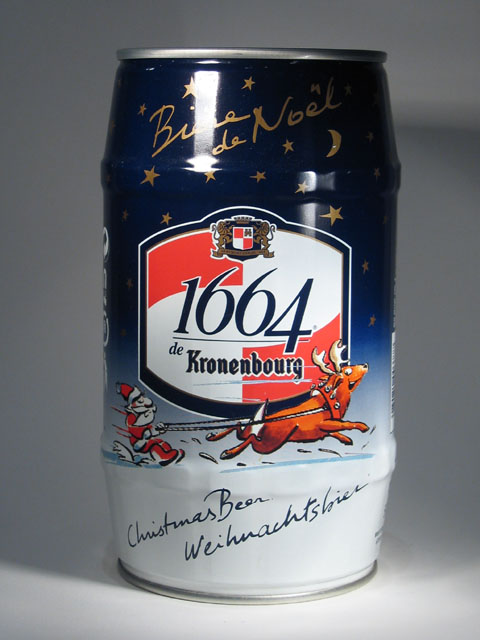 Bière
de Noël
1664
de Kronenbourg
Christmas Beer
Weihnachtsbier